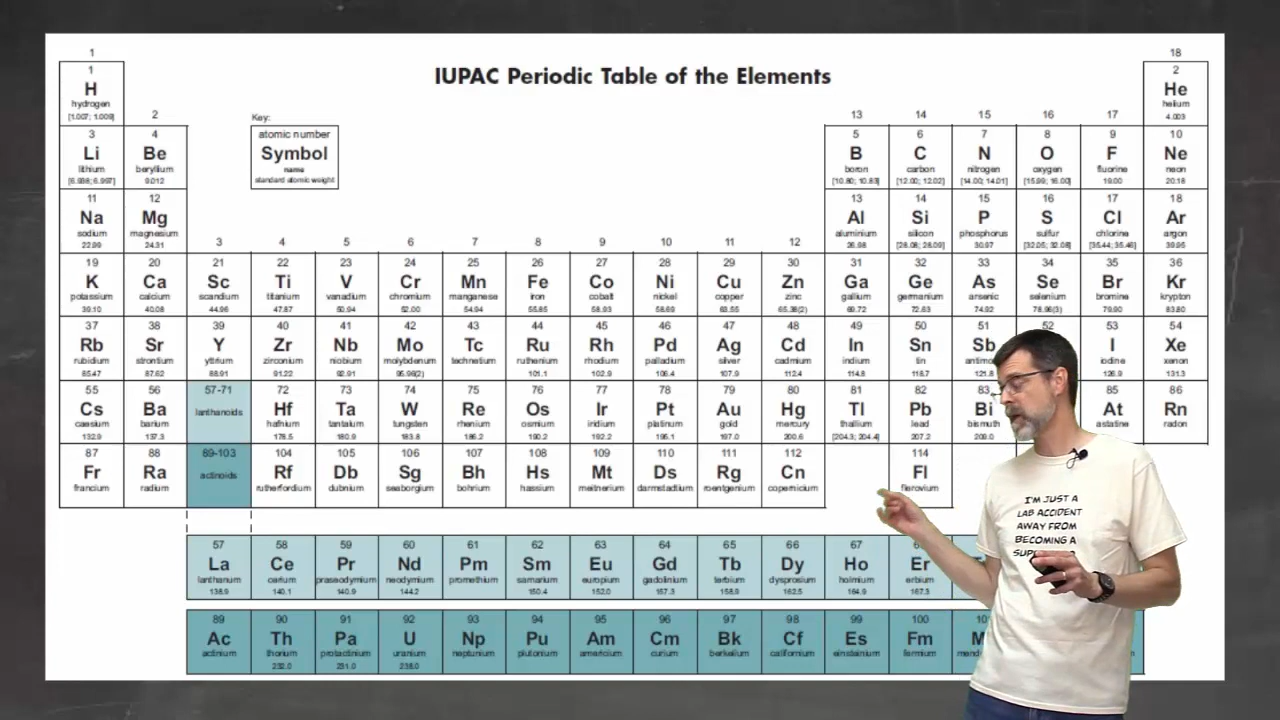 1 18
IUPAC Periodic Table of the Elements
1 2
H He
hydrogen helium
[1.007; 1.009] 2 Key: 13 14 15 16 17 4.003
3 4 atomic number 5 6 7 8 9 10
Li Be Symbol B C N O F Ne
lithium beryllium name boron carbon nitrogen oxygen fluorine neon
[6.938; 6.997] 9.012 standard atomic weight [10.80; 10.83] [12.00; 12.02] [14.00; 14.01] [15.99; 16.00] 19.00 20.18
11 12 13 14 15 16 17 18
Na Mg Al Si P S Cl Ar
sodium magnesium aluminium silicon phosphorus sulfur chlorine argon
22.99 24.31 3 4 5 6 7 8 9 10 11 12 26.98 [28.08; 28.09] 30.97 [32.05; 32.08] [35.44; 35.46] 39.95
19 20 21 22 23 24 25 26 27 28 29 30 31 32 33 34 35 36
K Ca Sc Ti V Cr Mn Fe Co Ni Cu Zn Ga Ge As Se Br Kr
potassium calcium scandium titanium vanadium chromium manganese iron cobalt nickel copper zinc gallium germanium arsenic selenium bromine krypton
39.10 40.08 44.96 47.87 50.94 52.00 54.94 55.85 58.93 58.69 63.55 65.38(2) 69.72 72.63 74.92 78.96(3) 79.90 83.80
37 38 39 40 41 42 43 44 45 46 47 48 49 50 51 52 53 54
Rb Sr Y Zr Nb Mo Tc Ru Rh Pd Ag Cd In Sn Sb I Xe
rubidium strontium yttrium zirconium niobium molybdenum technetium ruthenium rhodium palladium silver cadmium indium tin antimo iodine xenon
85.47 87.62 88.91 91.22 92.91 95.96(2) 101.1 102.9 106.4 107.9 112.4 114.8 118.7 121.8 126.9 131.3
55 56 57-71 72 73 74 75 76 77 78 79 80 81 82 83 85 86
Cs Ba lanthanoids Hf Ta W Re Os Ir Pt Au Hg Tl Pb Bi At Rn
caesium barium hafnium tantalum tungsten rhenium osmium iridium platinum gold mercury thallium lead bismuth astatine radon
132.9 137.3 178.5 180.9 183.8 186.2 190.2 192.2 195.1 197.0 200.6 [204.3; 204.4] 207.2 209.0
87 88 89-103 104 105 106 107 108 109 110 111 112 114
Fr Ra actinoids Rf Db Sg Bh Hs Mt Ds Rg Cn Fl
francium radium rutherfordium dubnium seaborgium bohrium hassium meitnerium darmstadtium roentgenium copernicium flerovium
57 58 59 60 61 62 63 64 65 66 67
La Ce Pr Nd Pm Sm Eu Gd Tb Dy Ho Er
lanthanum cerium praseodymium neodymium promethium samarium europium gadolinium terbium dysprosium holmium erbium
138.9 140.1 140.9 144.2 150.4 152.0 157.3 158.9 162.5 164.9 167.3
89 90 91 92 93 94 95 96 97 98 99 100
Ac Th Pa U Np Pu Am Cm Bk Cf Es Fm
actinium thorium protactinium uranium neptunium plutonium americium curium berkelium californium einsteinium fermium
232.0 231.0 238.0
I'M JUST A
LAB ACCIDENT
AWAY FROM
BECOMING A